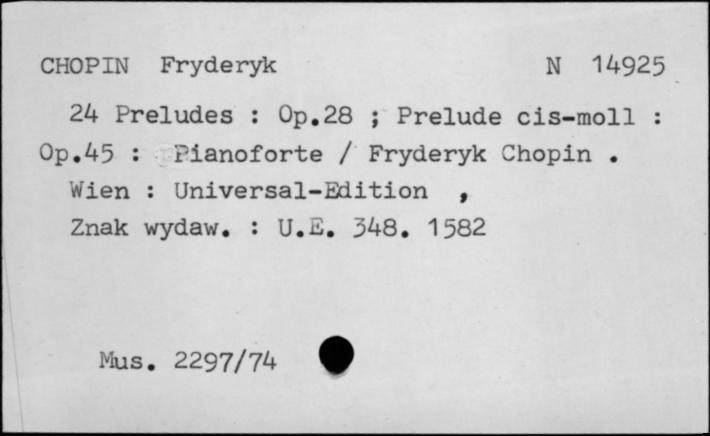 CHOPIN Fryderyk N 14925
24 Preludes : Op.28 ; Prelude cis-moll :
Op.45 : Pianoforte / Fryderyk Chopin .
Wien : Universal-Edition ,
Znak wydaw. : U.E. 348. 1582
Mus. 2297/74